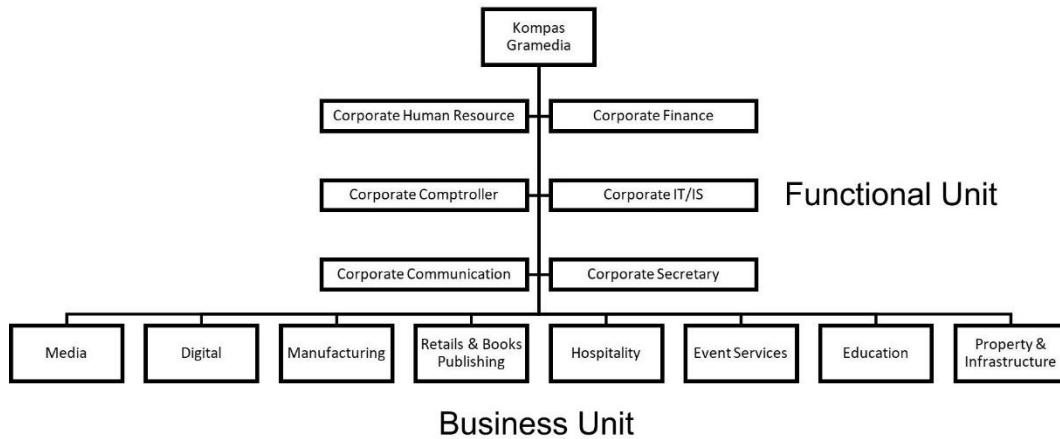 Kompas
Gramedia
Corporate Human Resource
Corporate Finance
Corporate Comptroller
Corporate IT/IS
Functional Unit
Corporate Communication
Corporate Secretary
Media
Digital
Manufacturing
Retails & Books
Publishing
Hospitality
Event Services
Education
Property &
Infrastructure
Business Unit